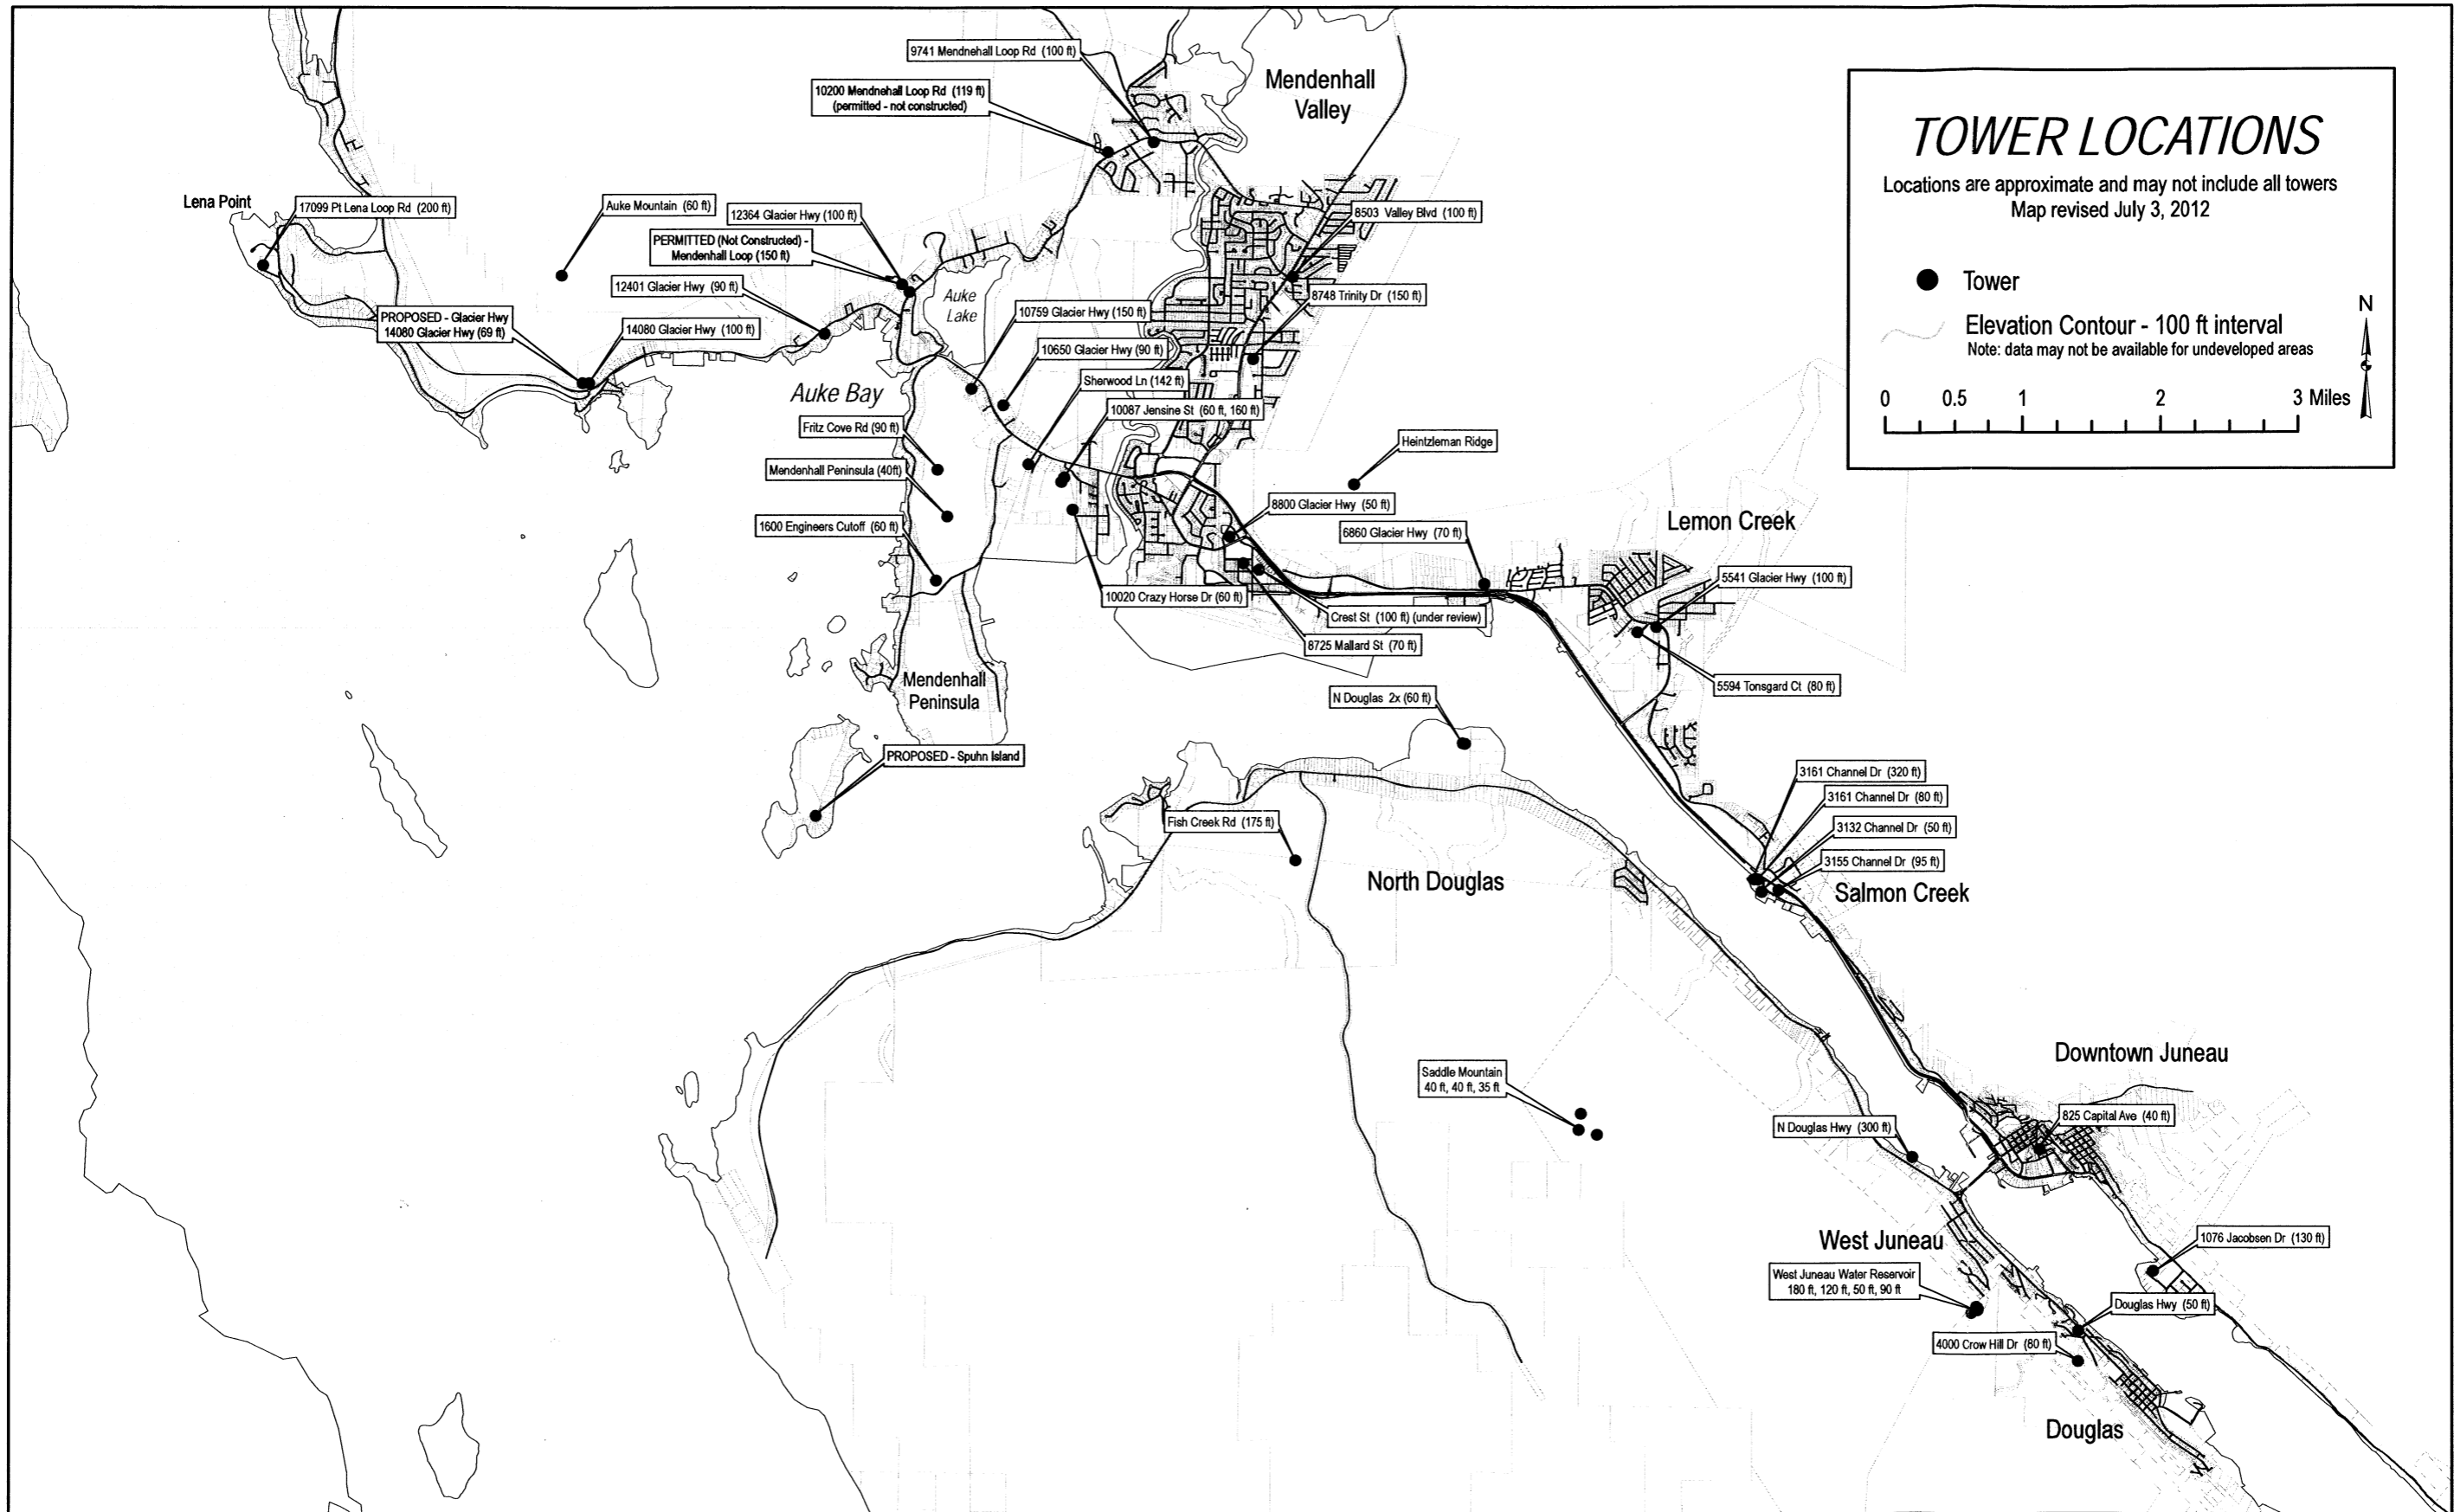 TOWER LOCATIONS
Locations are approximate and may not include all towers
Map revised July 3, 2012
Tower
Elevation Contour - 100 ft interval
Note: data may not be available for undeveloped areas
N
0 0.5 1 2 3 Miles
9741 Mendnehall Loop Rd (100 ft)
Mendenhall
Valley
10200 Mendnehall Loop Rd (119 ft)
(permitted - not constructed)
Lena Point
17099 Pt Lena Loop Rd (200 ft)
Auke Mountain (60 ft)
12364 Glacier Hwy (100 ft)
8503 Valley Blvd (100 ft)
PERMITTED (Not Constructed) -
Mendenhall Loop (150 ft)
12401 Glacier Hwy (90 ft)
Auke
Lake
8748 Trinity Dr (150 ft)
PROPOSED - Glacier Hwy
14080 Glacier Hwy (69 ft)
14080 Glacier Hwy (100 ft)
10759 Glacier Hwy (150 ft)
10650 Glacier Hwy (90 ft)
Auke Bay
Sherwood Ln (142 ft)
10087 Jensine St (60 ft, 160 ft)
Fritz Cove Rd (90 ft)
Heintzleman Ridge
Mendenhall Peninsula (40ft)
8800 Glacier Hwy (50 ft)
1600 Engineers Cutoff (60 ft)
6860 Glacier Hwy (70 ft)
Lemon Creek
5541 Glacier Hwy (100 ft)
10020 Crazy Horse Dr (60 ft)
Crest St (100 ft) (under review)
8725 Mallard St (70 ft)
5594 Tonsgard Ct (80 ft)
Mendenhall
Peninsula
N Douglas 2x (60 ft)
PROPOSED - Spuhn Island
3161 Channel Dr (320 ft)
3161 Channel Dr (80 ft)
3132 Channel Dr (50 ft)
3155 Channel Dr (95 ft)
Fish Creek Rd (175 ft)
North Douglas
Salmon Creek
Downtown Juneau
Saddle Mountain
40 ft, 40 ft, 35 ft
825 Capital Ave (40 ft)
N Douglas Hwy (300 ft)
West Juneau
1076 Jacobsen Dr (130 ft)
West Juneau Water Reservoir
180 ft, 120 ft, 50 ft, 90 ft
Douglas Hwy (50 ft)
4000 Crow Hill Dr (80 ft)
Douglas